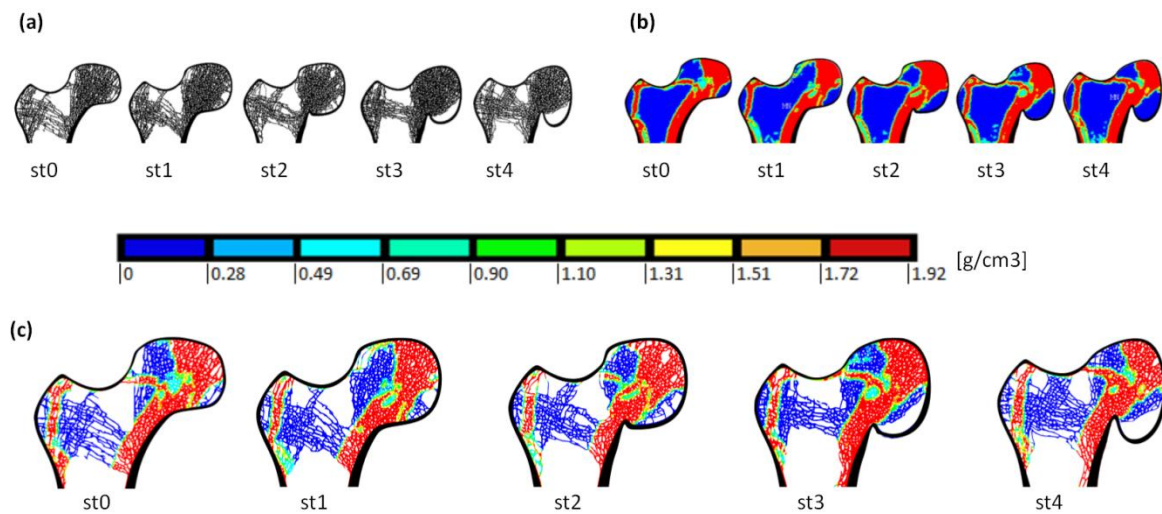 (a) (b)
st0 st1 st2 st3 st4 st0 st1 st2 st3 st4
0 0.28 0.49 0.69 0.90 1.10 1.31 1.51 1.72 1.92 [g/cm3]
(c)
st0 st1 st2 st3 st4